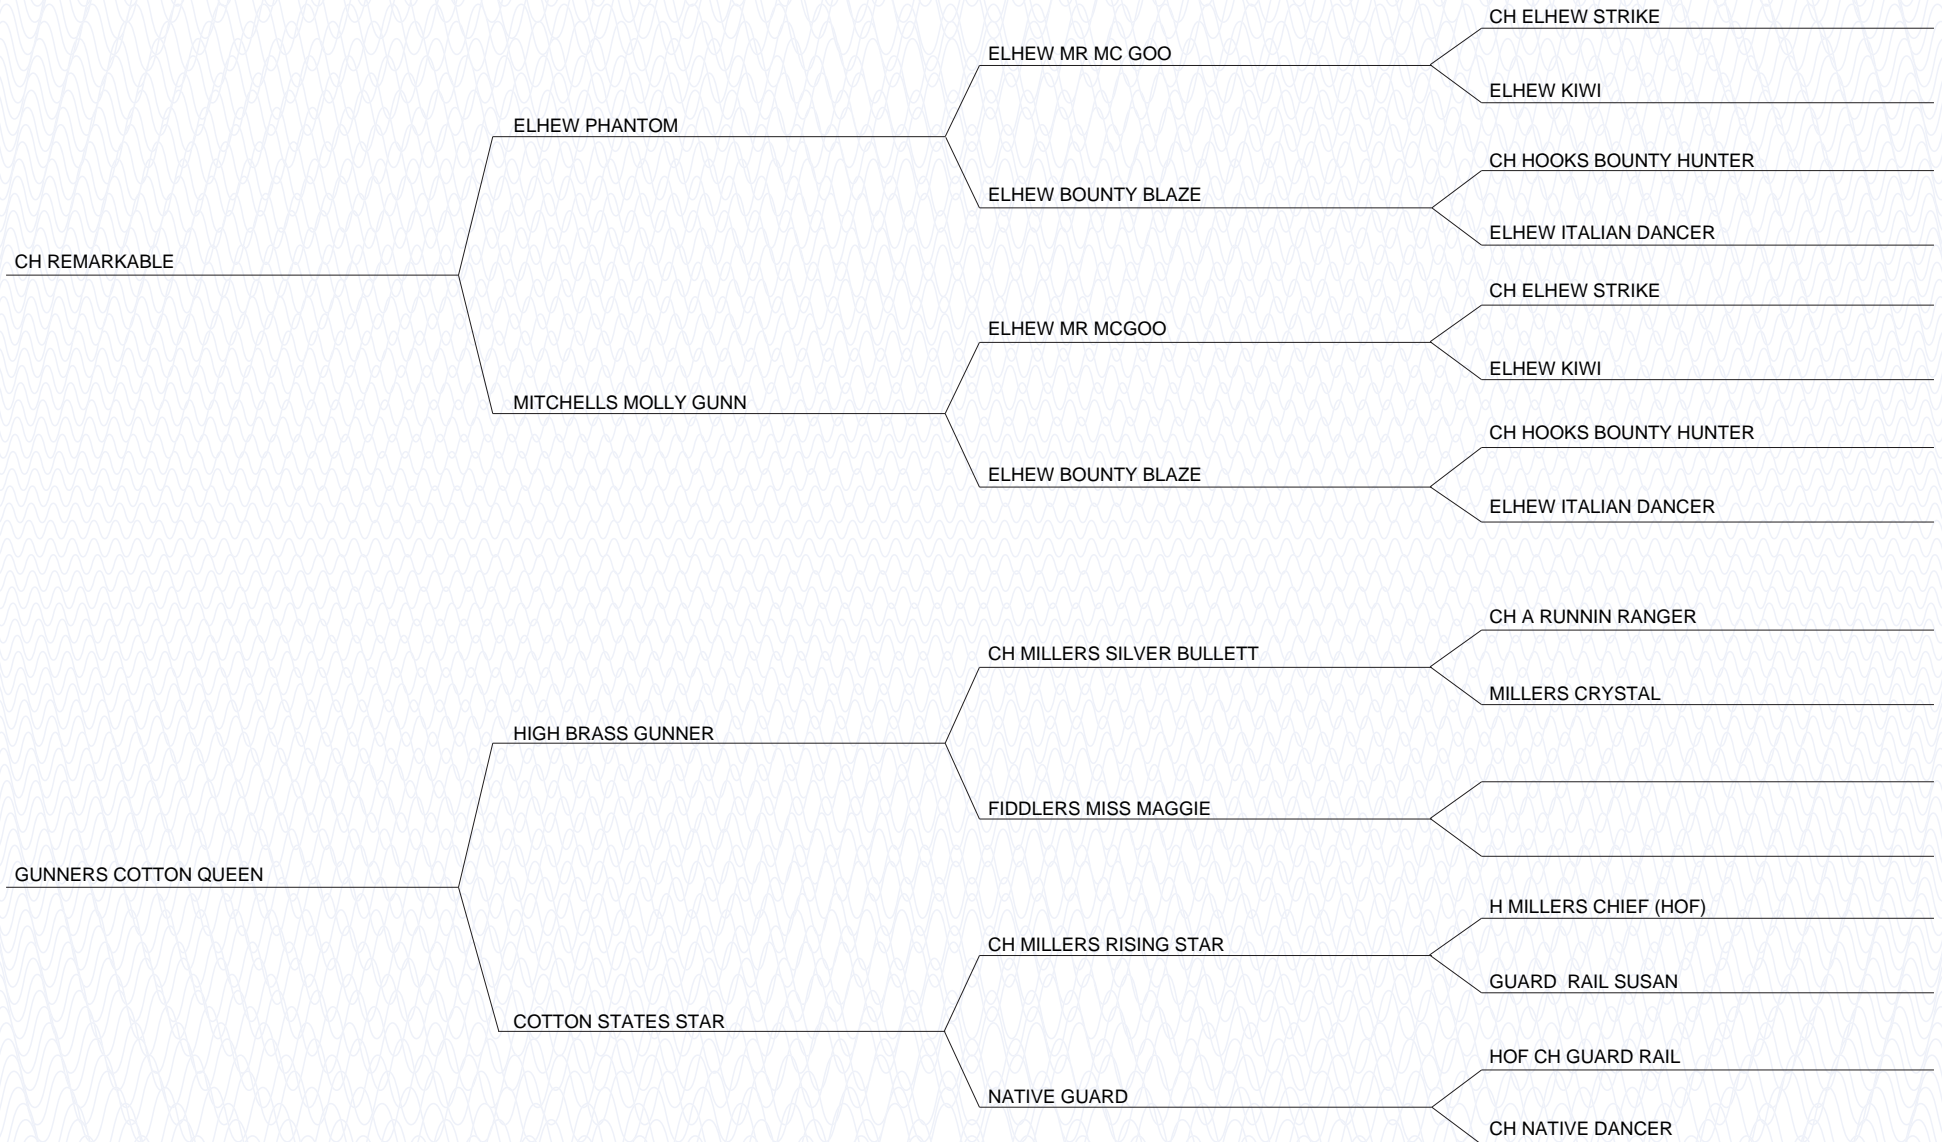 CH ELHEW STRIKE
ELHEW MR MC GOO
ELHEW KIWI
ELHEW PHANTOM
CH HOOKS BOUNTY HUNTER
ELHEW BOUNTY BLAZE
ELHEW ITALIAN DANCER
CH REMARKABLE
CH ELHEW STRIKE
ELHEW MR MCGOO
ELHEW KIWI
MITCHELLS MOLLY GUNN
CH HOOKS BOUNTY HUNTER
ELHEW BOUNTY BLAZE
ELHEW ITALIAN DANCER
CH A RUNNIN RANGER
CH MILLERS SILVER BULLETT
MILLERS CRYSTAL
HIGH BRASS GUNNER
FIDDLERS MISS MAGGIE
GUNNERS COTTON QUEEN
H MILLERS CHIEF (HOF)
CH MILLERS RISING STAR
GUARD  RAIL SUSAN
COTTON STATES STAR
HOF CH GUARD RAIL
NATIVE GUARD
CH NATIVE DANCER